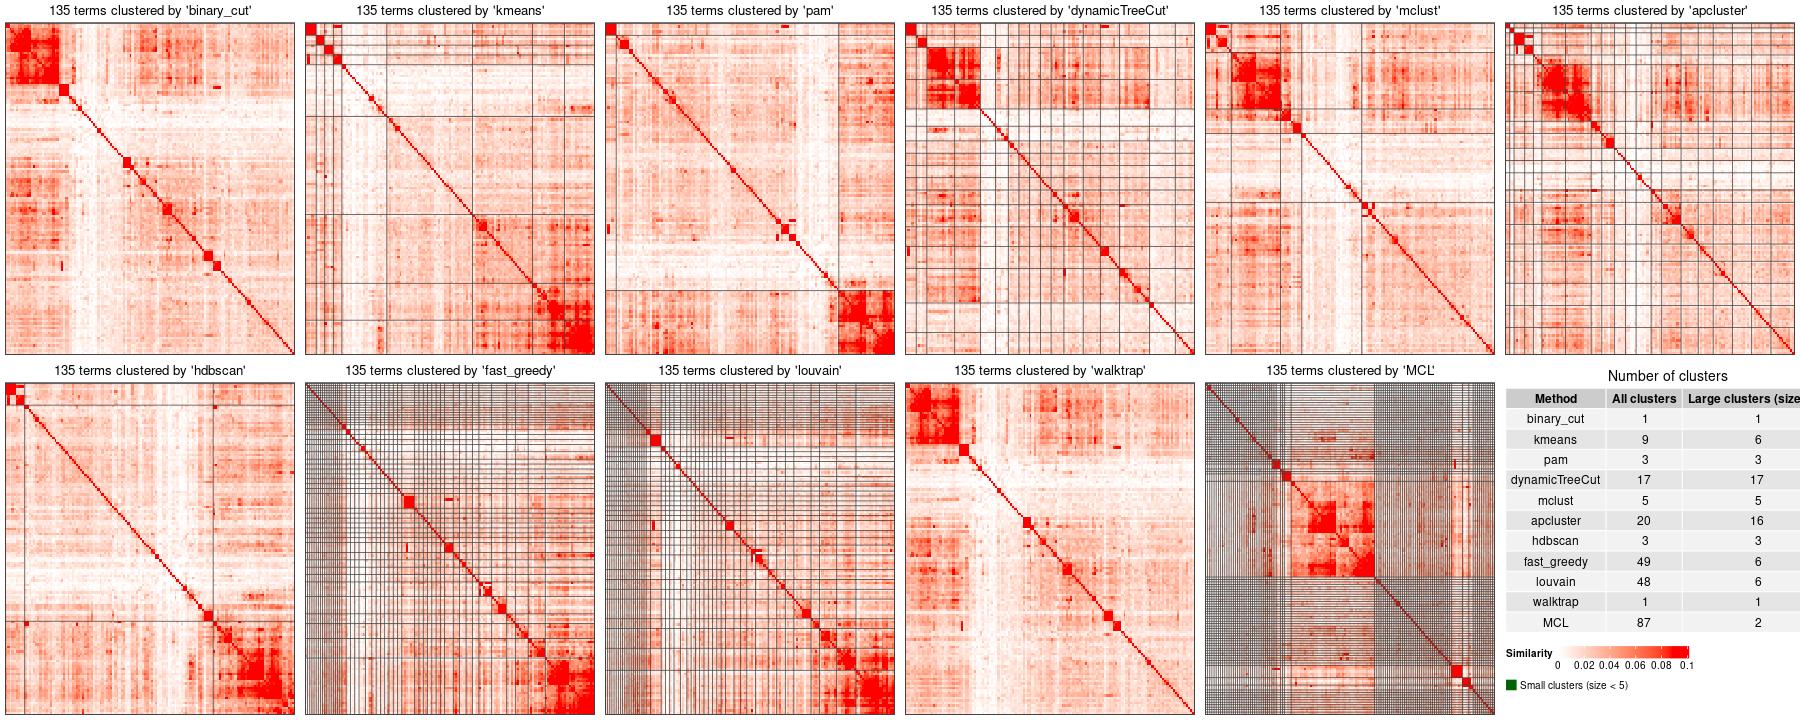 135 terms clustered by 'binary_cut'
135 terms clustered by 'kmeans'
135 terms clustered by 'pam'
135 terms clustered by 'dynamicTreeCut'
135 terms clustered by 'mclust'
135 terms clustered by 'apcluster'
135 terms clustered by 'hdbscan'
135 terms clustered by 'fast_greedy'
135 terms clustered by 'louvain'
135 terms clustered by 'walktrap'
135 terms clustered by 'MCL'
Number of clusters
Method All clusters Large clusters (size
binary_cut 1 1
kmeans 9 6
pam 3 3
dynamicTreeCut 17 17
mclust 5 5
apcluster 20 16
hdbscan 3 3
fast_greedy 49 6
louvain 48 6
walktrap 1 1
MCL 87 2
Similarity
0 0.02 0.04 0.06 0.08 0.1
Small clusters (size < 5)